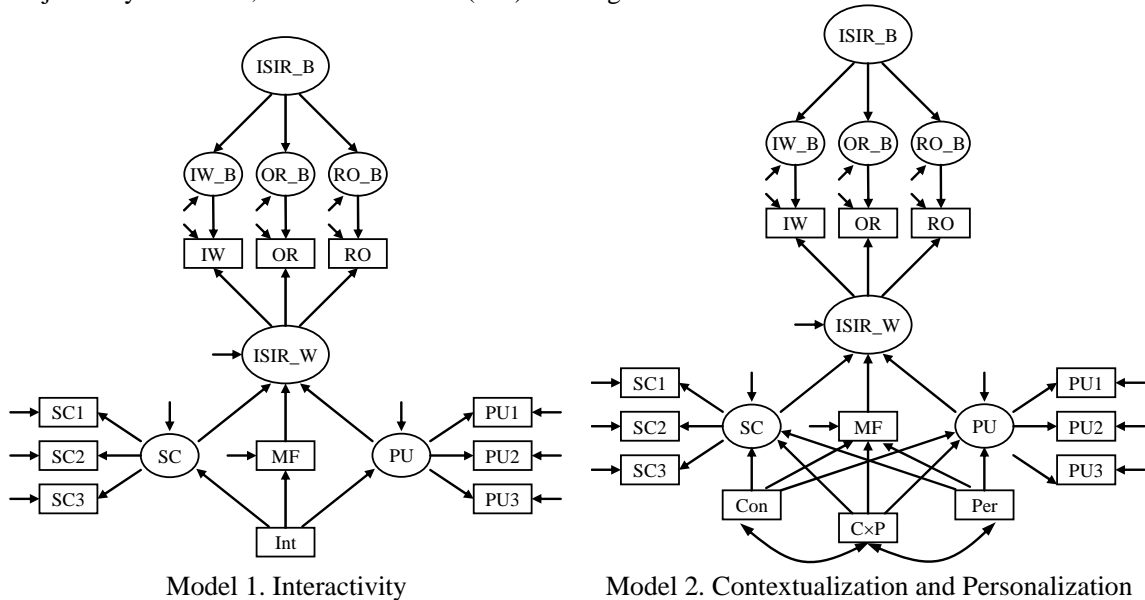 ISIR_B
IW_B OR_B RO_B
IW OR RO
ISIR_W
SC1 PU1
SC2 SC MF PU PU2
SC3 PU3
Int
Model 1. Interactivity
ISIR_B
IW_B OR_B RO_B
IW OR RO
ISIR_W
SC1 PU1
SC2 SC MF PU PU2
SC3 PU3
Con Per
C×P
Model 2. Contextualization and Personalization